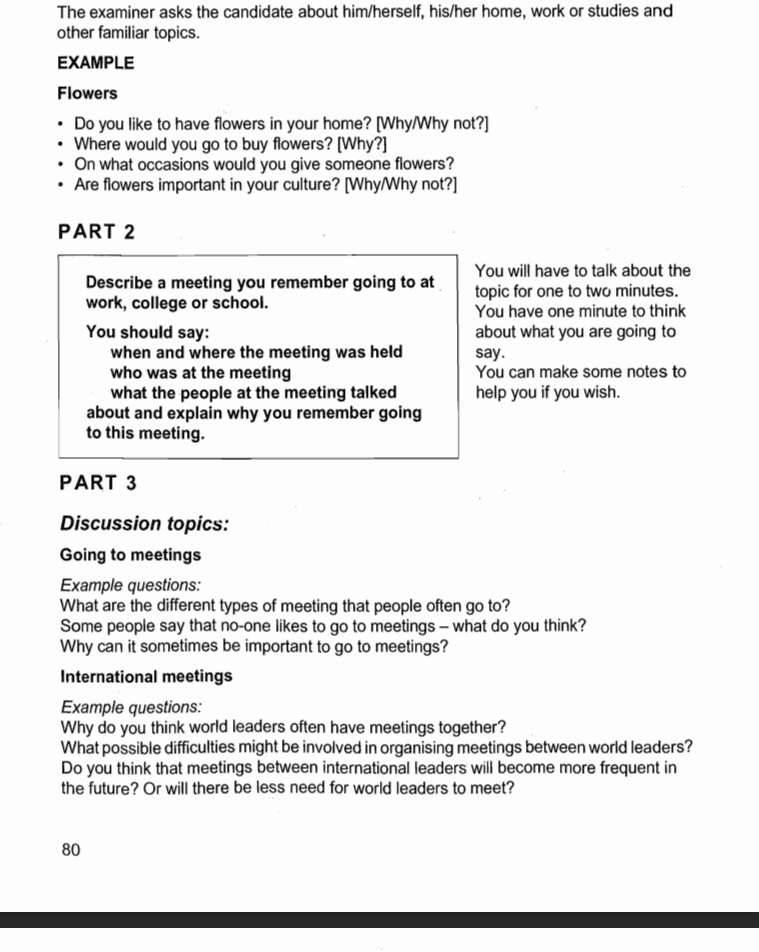 The examiner asks the candidate about him/herself, his/her home, work or studies and
other familiar topics.
EXAMPLE
Flowers
• Do you like to have flowers in your home? [Why/Why not?]
• Where would you go to buy flowers? [Why?]
• On what occasions would you give someone flowers?
• Are flowers important in your culture? [Why/Why not?]
PART 2
Describe a meeting you remember going to at
work, college or school.
You should say:
when and where the meeting was held
who was at the meeting
what the people at the meeting talked
about and explain why you remember going
to this meeting.
You will have to talk about the
topic for one to two minutes.
You have one minute to think
about what you are going to
say.
You can make some notes to
help you if you wish.
PART 3
Discussion topics:
Going to meetings
Example questions:
What are the different types of meeting that people often go to?
Some people say that no-one likes to go to meetings – what do you think?
Why can it sometimes be important to go to meetings?
International meetings
Example questions:
Why do you think world leaders often have meetings together?
What possible difficulties might be involved in organising meetings between world leaders?
Do you think that meetings between international leaders will become more frequent in
the future? Or will there be less need for world leaders to meet?
80